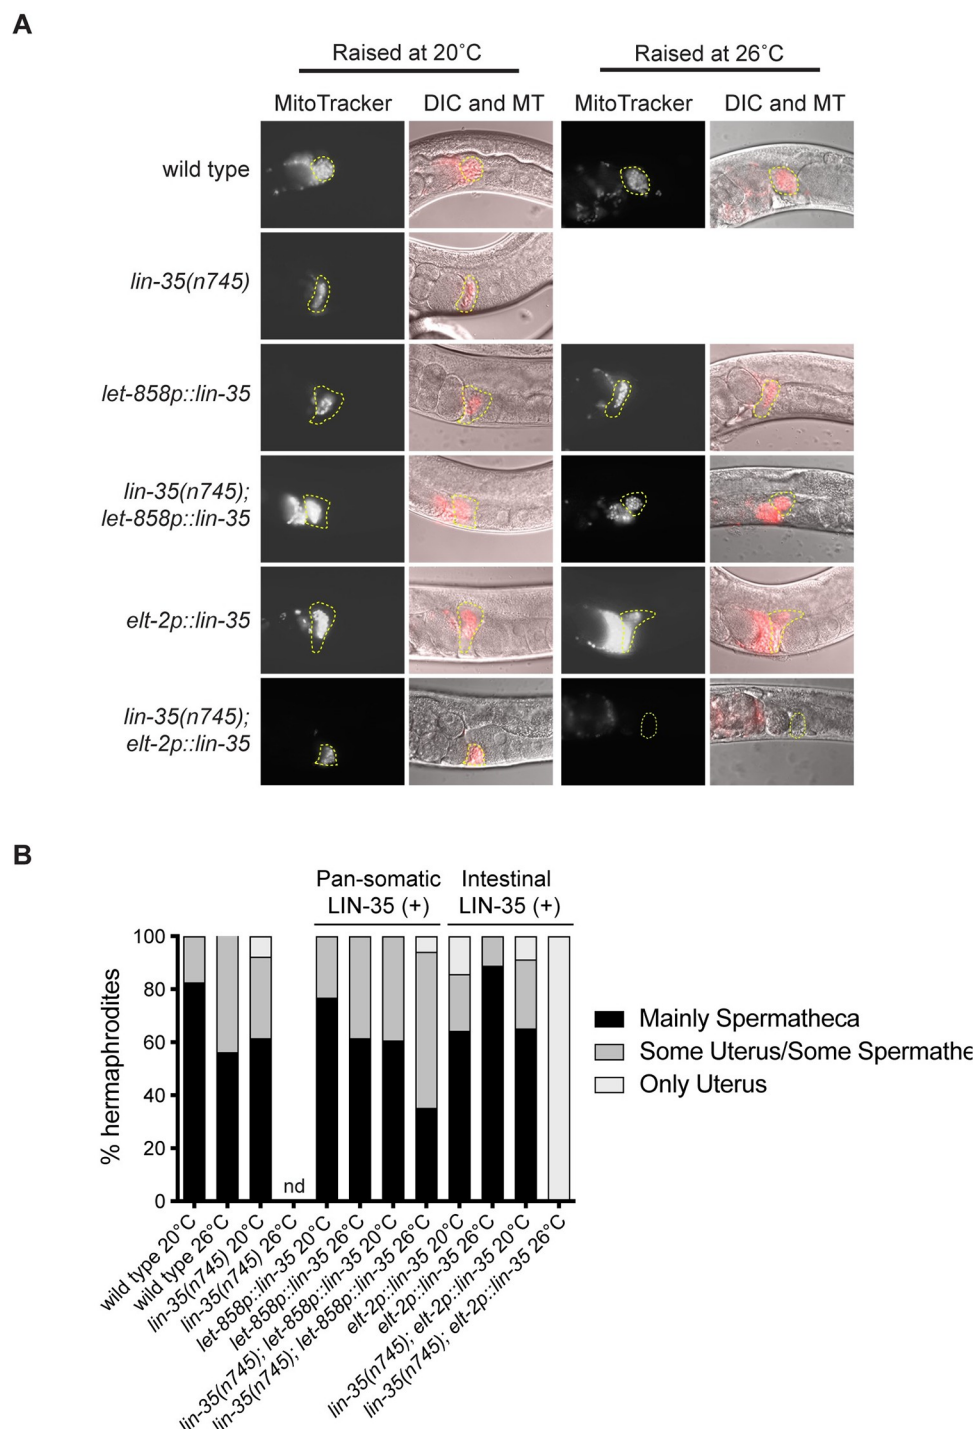 A
Raised at 20˚C
Raised at 26˚C
MitoTracker
DIC and MT
MitoTracker
DIC and MT
wild type
lin-35(n745)
let-858p::lin-35
lin-35(n745);
let-858p::lin-35
elt-2p::lin-35
lin-35(n745);
elt-2p::lin-35
B
Pan-somatic
LIN-35 (+)
Intestinal
LIN-35 (+)
% hermaphrodites
100
80
60
40
20
0
nd
Mainly Spermatheca
Some Uterus/Some Spermathe
Only Uterus
wild type 20°C
wild type 26°C
lin-35(n745) 20°C
lin-35(n745) 26°C
let-858p::lin-35 20°C
let-858p::lin-35 26°C
lin-35(n745); let-858p::lin-35 20°C
lin-35(n745); let-858p::lin-35 26°C
elt-2p::lin-35 20°C
elt-2p::lin-35 26°C
lin-35(n745); elt-2p::lin-35 20°C
lin-35(n745); elt-2p::lin-35 26°C